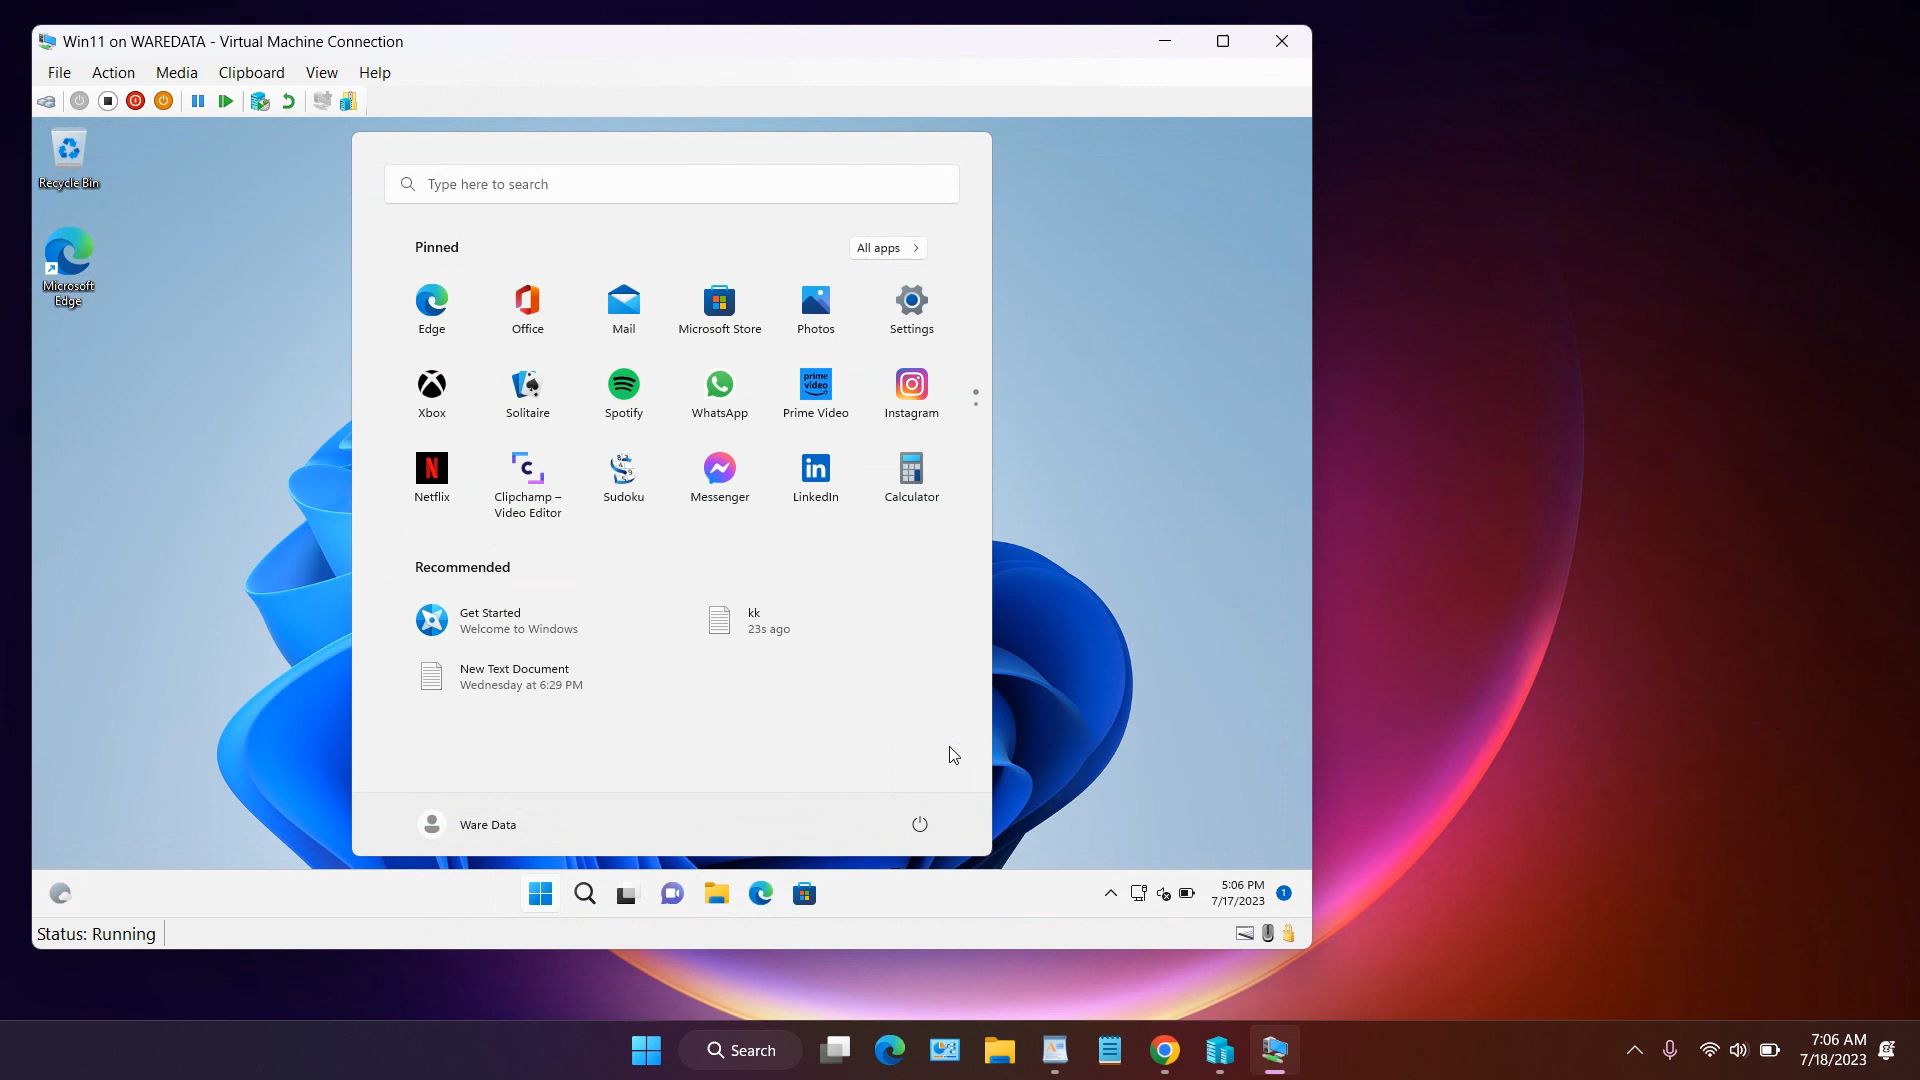 Win11 on WAREDATA - Virtual Machine Connection
File Action Media Clipboard View Help
Recycle Bin
Microsoft
Edge
Type here to search
Pinned
All apps
Edge Office Mail Microsoft Store Photos Settings
prime
video
Xbox Solitaire Spotify WhatsApp Prime Video Instagram
Netflix Clipchamp – Sudoku Messenger LinkedIn Calculator
Video Editor
Recommended
Get Started
Welcome to Windows
kk
23s ago
New Text Document
Wednesday at 6:29 PM
Ware Data
5:06 PM
7/17/2023
1
Status: Running
Search
7:06 AM
7/18/2023